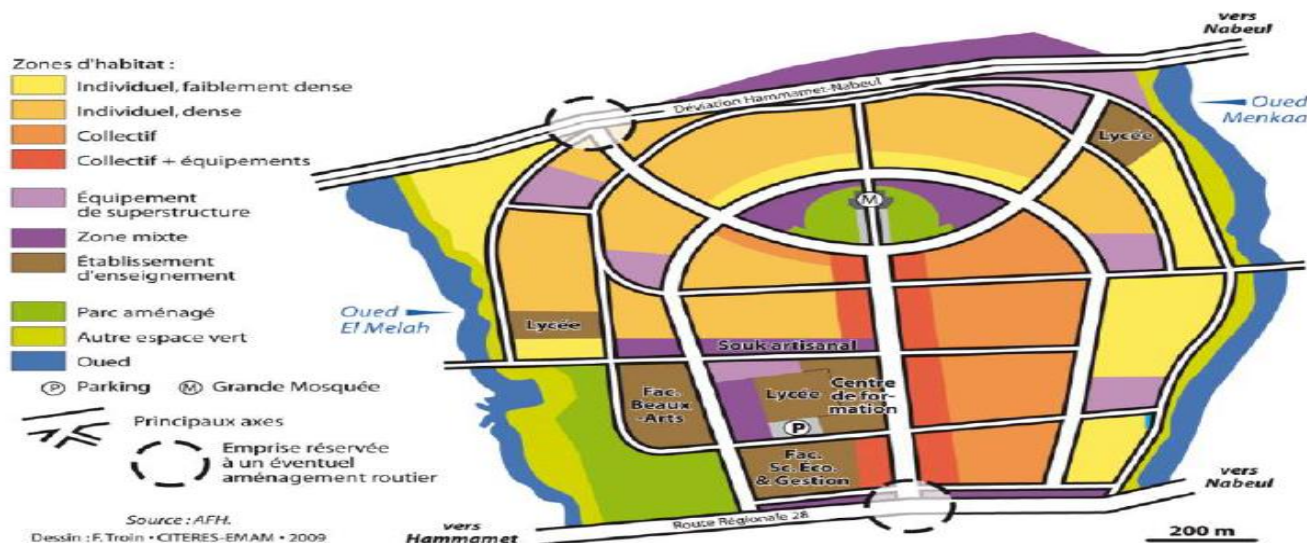 Zones d'habitat :
Individuel, faiblement dense
Individuel, dense
Collectif
Collectif + équipements
Équipement
de superstructure
Zone mixte
Établissement
d'enseignement
Parc aménagé
Autre espace vert
Oued
P Parking M Grande Mosquée
Principaux axes
Emprise réservée
à un éventuel
aménagement routier
Source : AFH.
Dessin : F. Troin • CITERES-EMAM • 2009
vers
Nabeul
Déviation Hammamet-Nabeul
Oued
Menkaa
Lycée
M
Oued
El Melah
Lycée
Souk artisanal
Fac.
Beaux
-Arts
Lycée
Centre
de for-
mation
P
Fac.
Sc. Éco.
& Gestion
vers
Nabeul
Route Régionale 28
vers
Hammamet
200 m